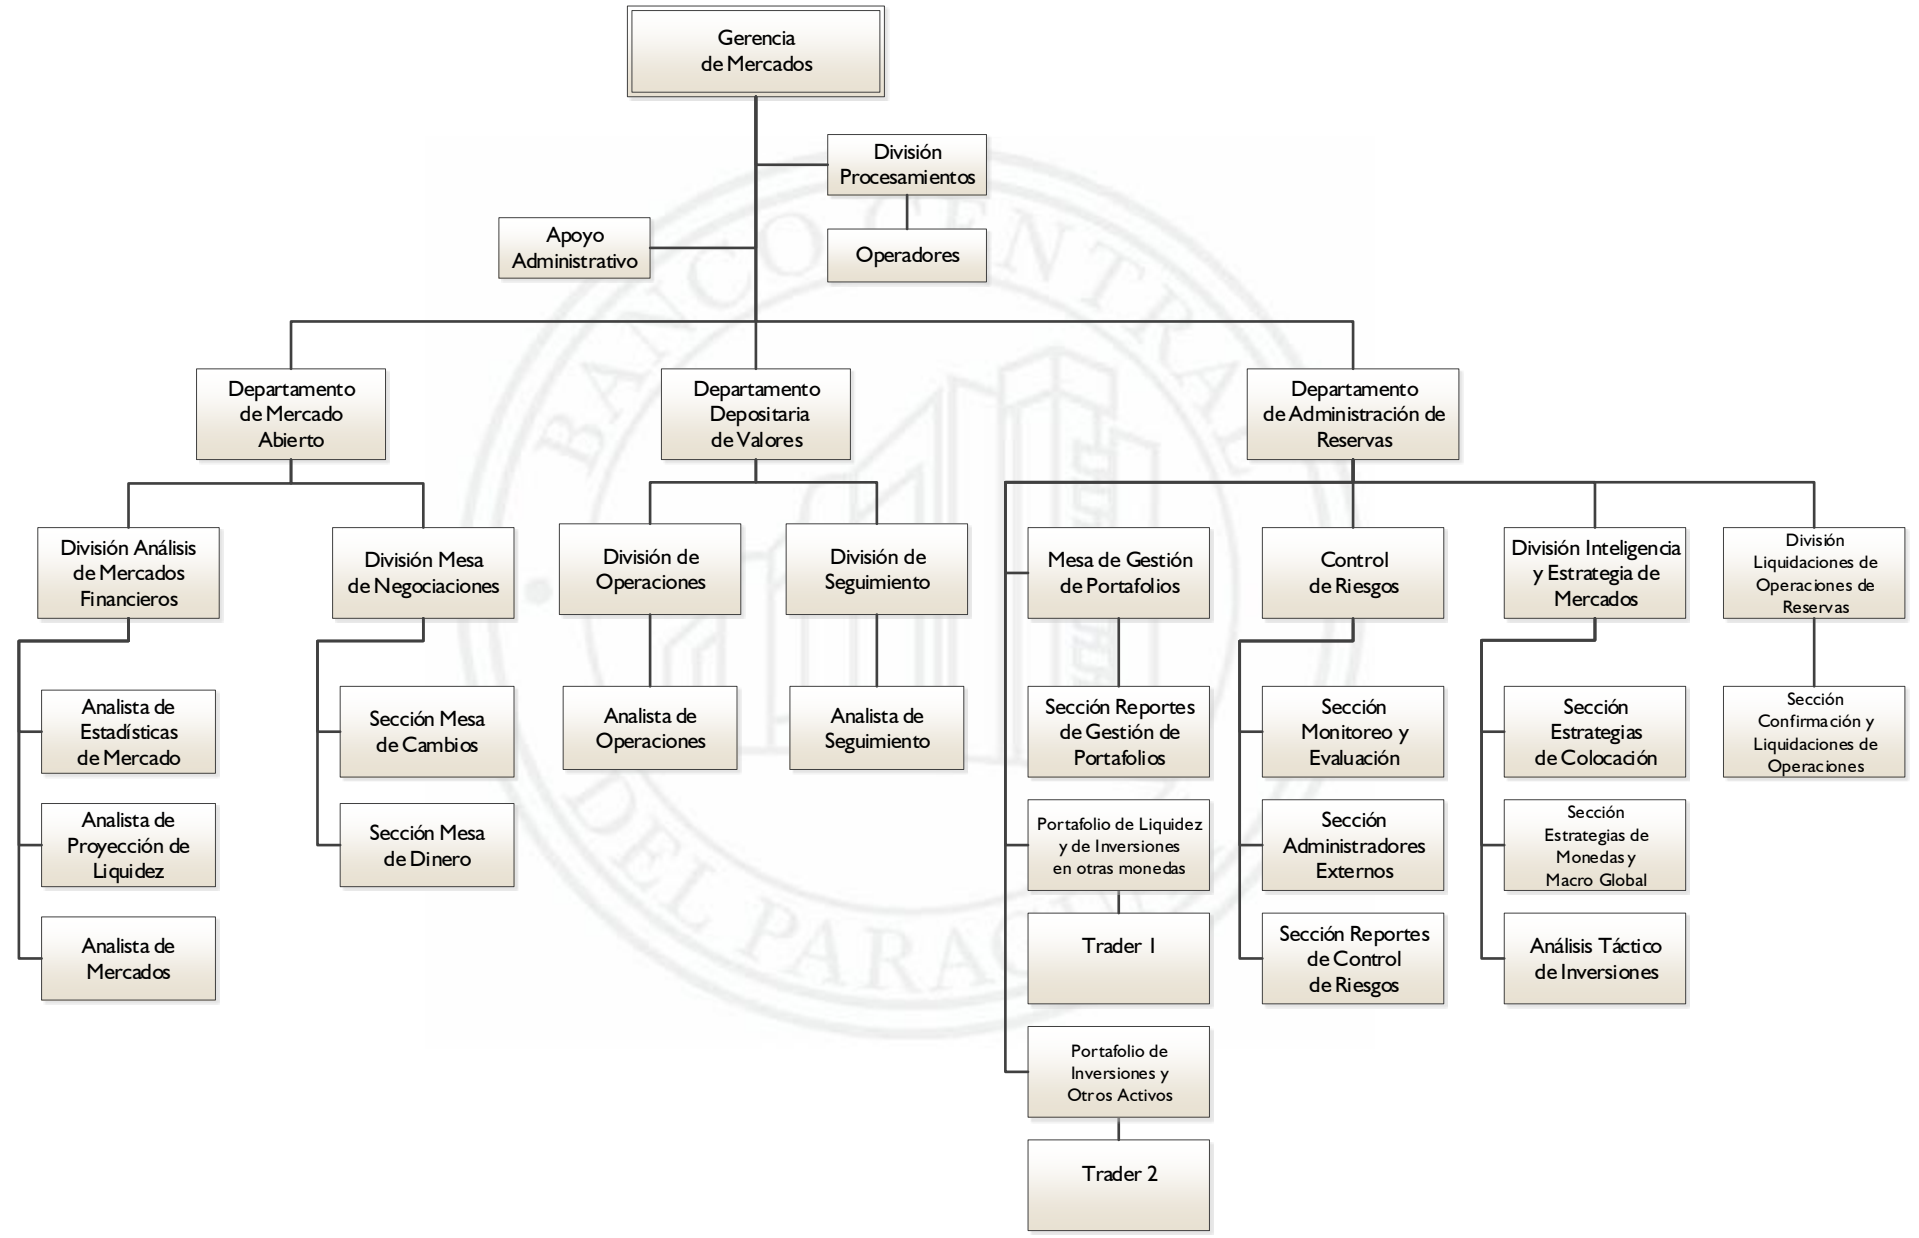 Gerencia
de Mercados
División
Procesamientos
Apoyo
Administrativo
Operadores
Departamento
de Mercado
Abierto
Departamento
Depositaria
de Valores
Departamento
de Administración de
Reservas
División Análisis
de Mercados
Financieros
División Mesa
de Negociaciones
División de
Operaciones
División de
Seguimiento
Mesa de Gestión
de Portafolios
Control
de Riesgos
División Inteligencia
y Estrategia de
Mercados
División
Liquidaciones de
Operaciones de
Reservas
Analista de
Estadísticas
de Mercado
Sección Mesa
de Cambios
Analista de
Operaciones
Analista de
Seguimiento
Sección Reportes
de Gestión de
Portafolios
Sección
Monitoreo y
Evaluación
Sección
Estrategias
de Colocación
Sección
Confirmación y
Liquidaciones de
Operaciones
Analista de
Proyección de
Liquidez
Sección Mesa
de Dinero
Portafolio de Liquidez
y de Inversiones
en otras monedas
Sección
Administradores
Externos
Sección
Estrategias de
Monedas y
Macro Global
Analista de
Mercados
Trader 1
Sección Reportes
de Control
de Riesgos
Análisis Táctico
de Inversiones
Portafolio de
Inversiones y
Otros Activos
Trader 2
BANCO CENTRAL
DEL PARAGUAY